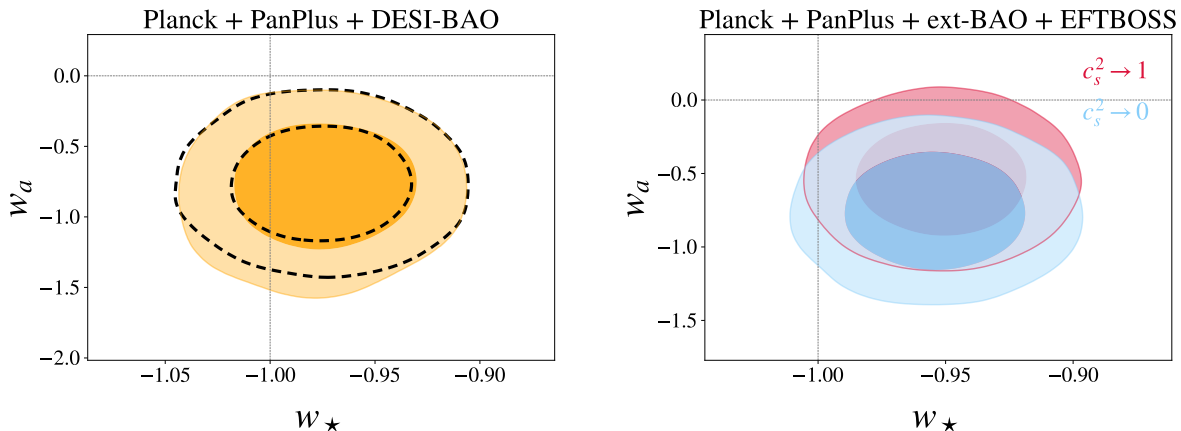 Planck + PanPlus + DESI-BAO
0.0
−0.5
−1.0
−1.5
−2.0
w_a
−1.05
−1.00
−0.95
−0.90
w_⋆
Planck + PanPlus + ext-BAO + EFTBOSS
c_s^2 → 1
c_s^2 → 0
0.0
−0.5
−1.0
−1.5
w_a
−1.00
−0.95
−0.90
w_⋆